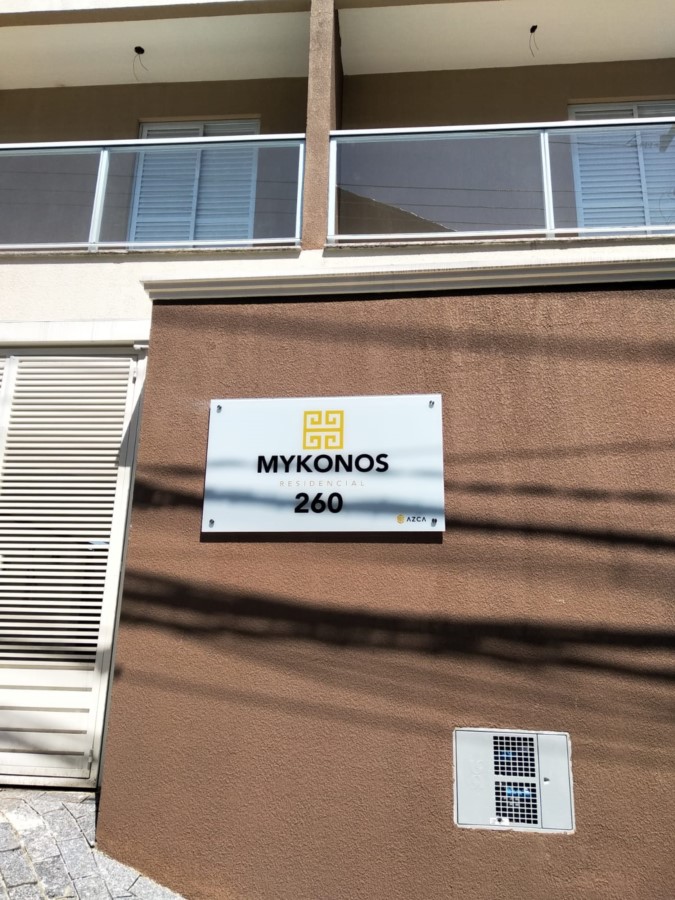 MYKONOS
RESIDENCIAL
260
AZCA